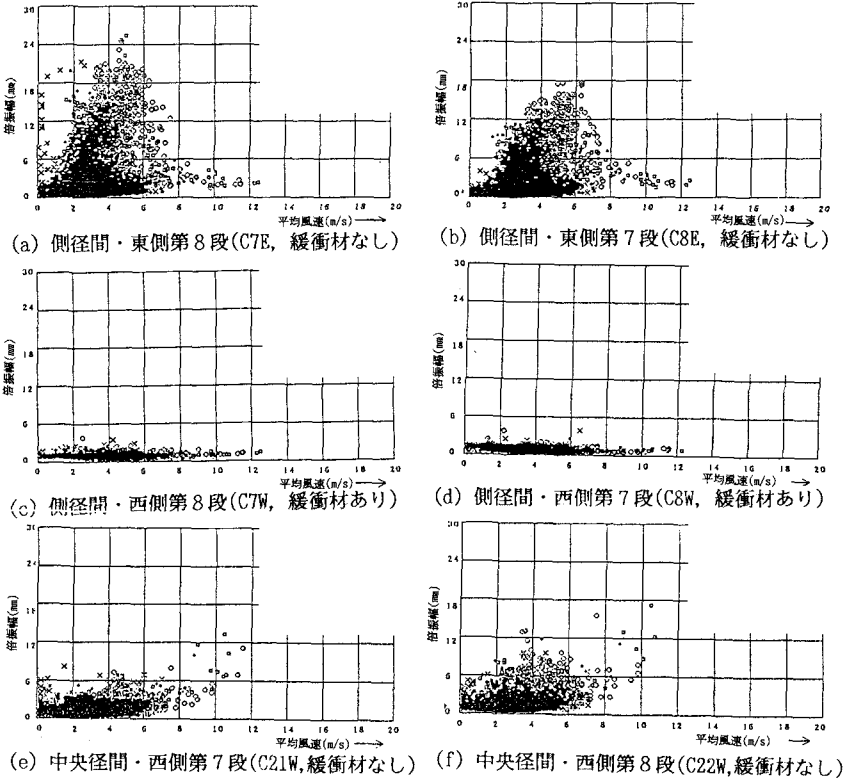 30
24
18
12
6
0
倍振幅(mm)
0 2 4 6 8 10 12 14 16 18 20
平均風速(m/s) →
(a) 側径間・東側第8段(C7E, 緩衝材なし)
30
24
18
12
6
0
倍振幅(mm)
0 2 4 6 8 10 12 14 16 18 20
平均風速(m/s) →
(b) 側径間・東側第7段(C8E, 緩衝材なし)
30
24
18
12
6
0
倍振幅(mm)
0 2 4 6 8 10 12 14 16 18 20
平均風速(m/s) →
(c) 側径間・西側第8段(C7W, 緩衝材あり)
30
24
18
12
6
0
倍振幅(mm)
0 2 4 6 8 10 12 14 16 18 20
平均風速(m/s) →
(d) 側径間・西側第7段(C8W, 緩衝材あり)
30
24
18
12
6
0
倍振幅(mm)
0 2 4 6 8 10 12 14 16 18 20
平均風速(m/s) →
(e) 中央径間・西側第7段(C21W,緩衝材なし)
30
24
18
12
6
倍振幅(mm)
0 2 4 6 8 10 12 14 16 18 20
平均風速(m/s) →
(f) 中央径間・西側第8段(C22W,緩衝材なし)